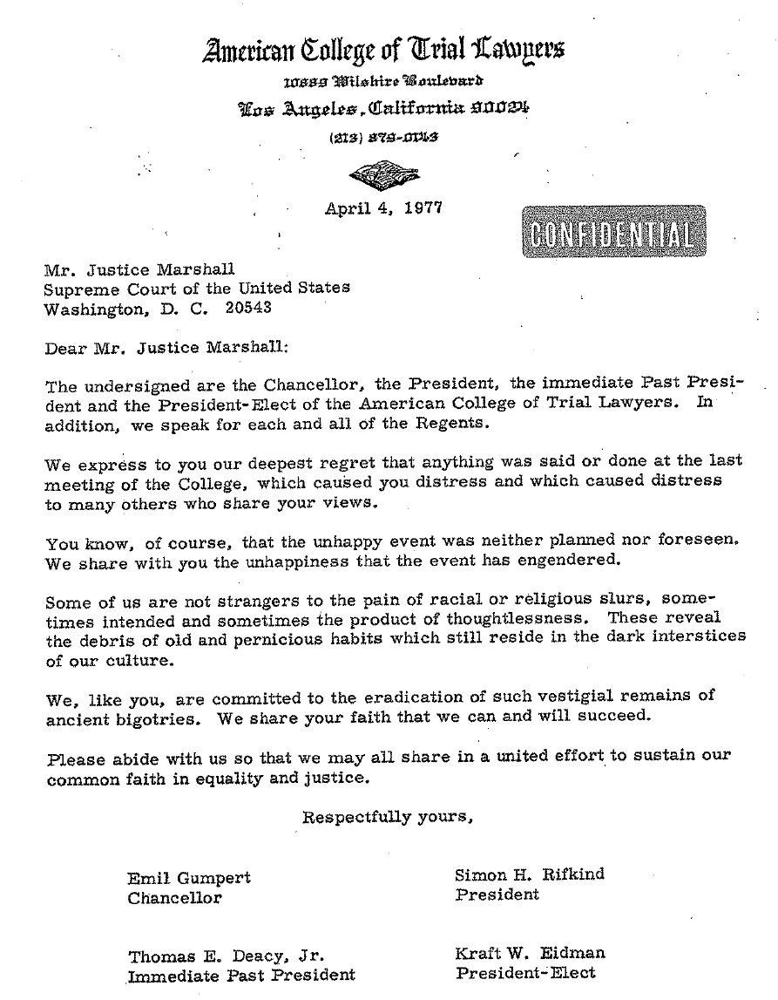 American College of Trial Lawyers
10889 Wilshire Boulevard
Los Angeles, California 90024
(213) 879-0143
April 4, 1977
CONFIDENTIAL
Mr. Justice Marshall
Supreme Court of the United States
Washington, D. C. 20543
Dear Mr. Justice Marshall:
The undersigned are the Chancellor, the President, the immediate Past Presi-
dent and the President-Elect of the American College of Trial Lawyers. In
addition, we speak for each and all of the Regents.
We express to you our deepest regret that anything was said or done at the last
meeting of the College, which caused you distress and which caused distress
to many others who share your views.
You know, of course, that the unhappy event was neither planned nor foreseen.
We share with you the unhappiness that the event has engendered.
Some of us are not strangers to the pain of racial or religious slurs, some-
times intended and sometimes the product of thoughtlessness. These reveal
the debris of old and pernicious habits which still reside in the dark interstices
of our culture.
We, like you, are committed to the eradication of such vestigial remains of
ancient bigotries. We share your faith that we can and will succeed.
Please abide with us so that we may all share in a united effort to sustain our
common faith in equality and justice.
Respectfully yours,
Emil Gumpert
Chancellor
Simon H. Rifkind
President
Thomas E. Deacy, Jr.
Immediate Past President
Kraft W. Eidman
President-Elect